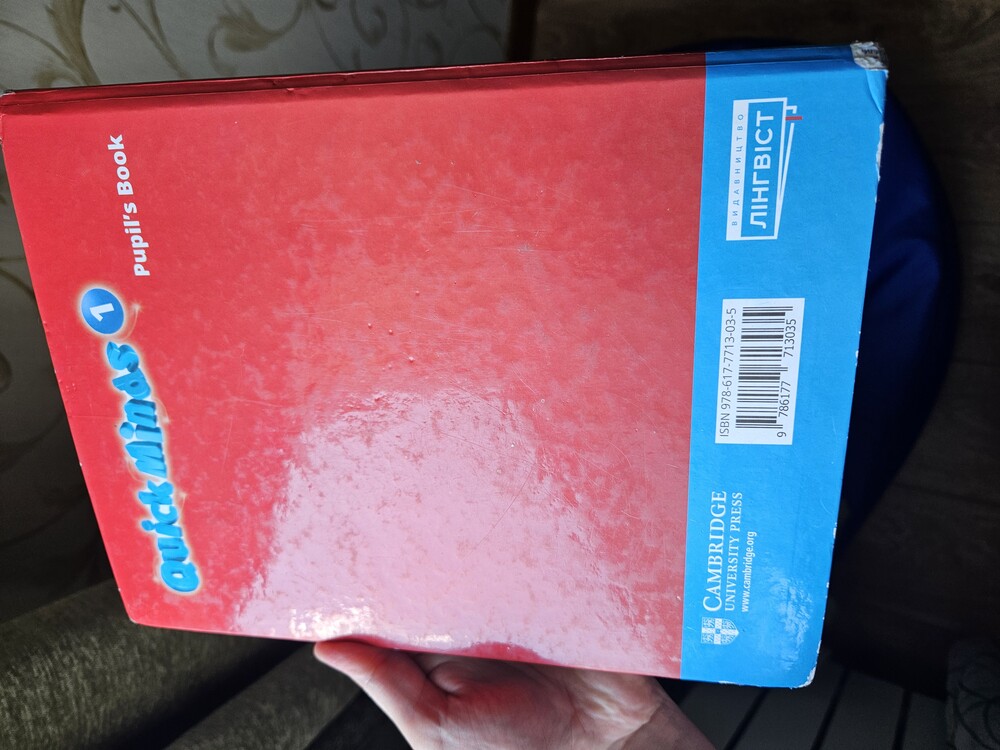 Quick Minds 1
Pupil's Book
CAMBRIDGE
UNIVERSITY PRESS
www.cambridge.org
ISBN 978-617-7713-03-5
9 786177 713035
ВИДАВНИЦТВО
ЛІНГВІСТ